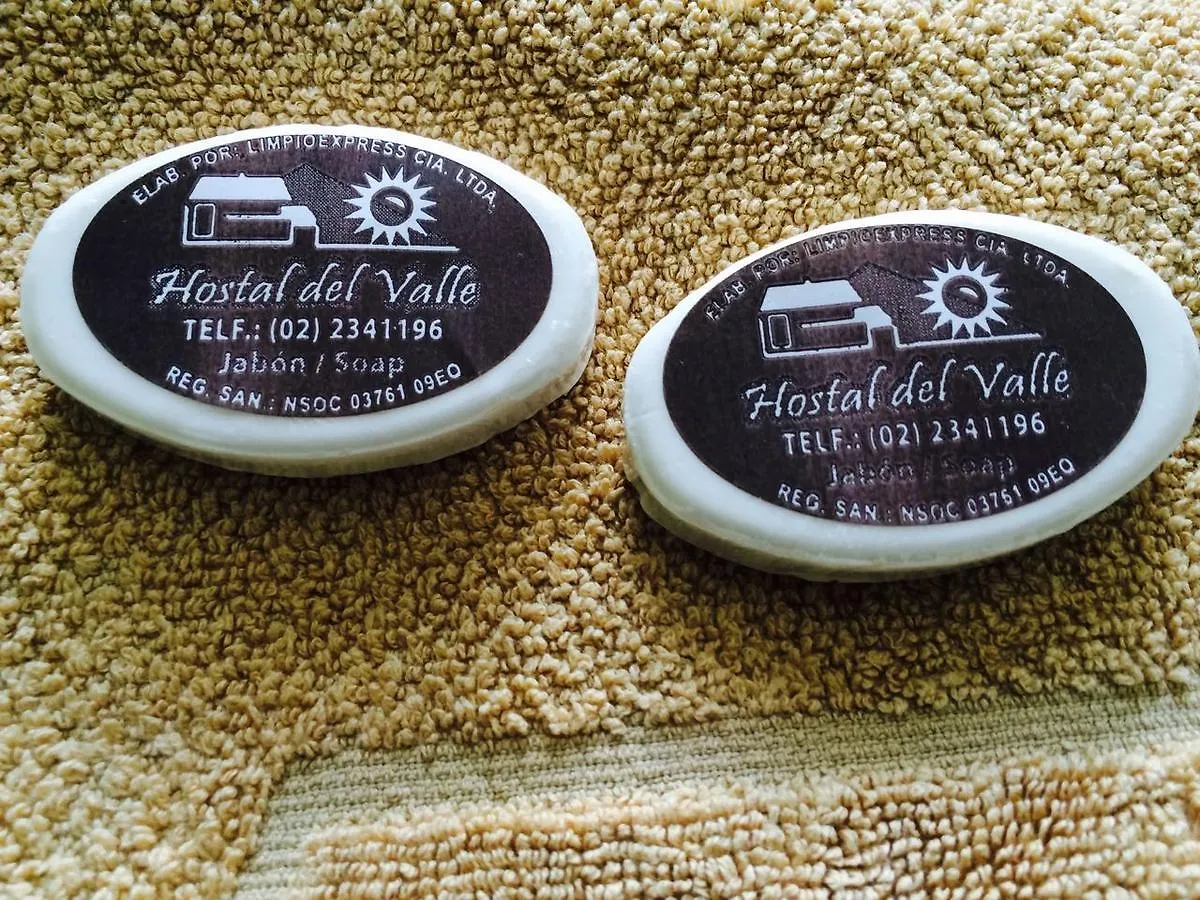 ELAB. POR: LIMPIOEXPRESS CIA. LTDA.
Hostal del Valle
TELF.: (02) 2341196
Jabón / Soap
REG. SAN.: NSOC 03761 09EQ
ELAB. POR: LIMPIOEXPRESS CIA. LTDA.
Hostal del Valle
TELF.: (02) 2341196
Jabón / Soap
REG. SAN.: NSOC 03761 09EQ